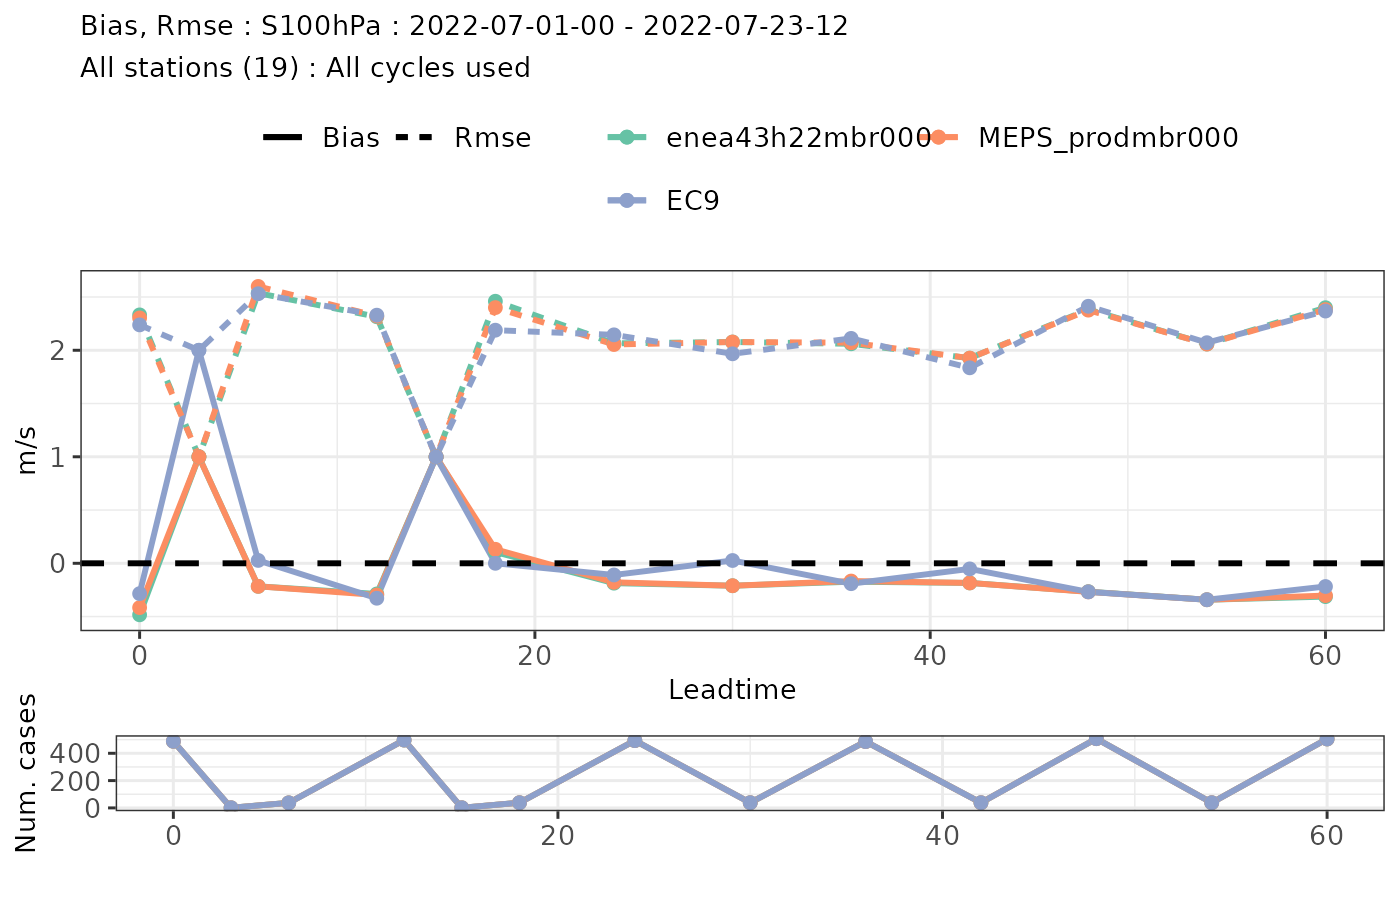 Bias, Rmse : S100hPa : 2022-07-01-00 - 2022-07-23-12
All stations (19) : All cycles used
Bias Rmse enea43h22mbr000 MEPS_prodmbr000
EC9
m/s
2
1
0
0 20 40 60
Leadtime
Num. cases
400
200
0
0 20 40 60